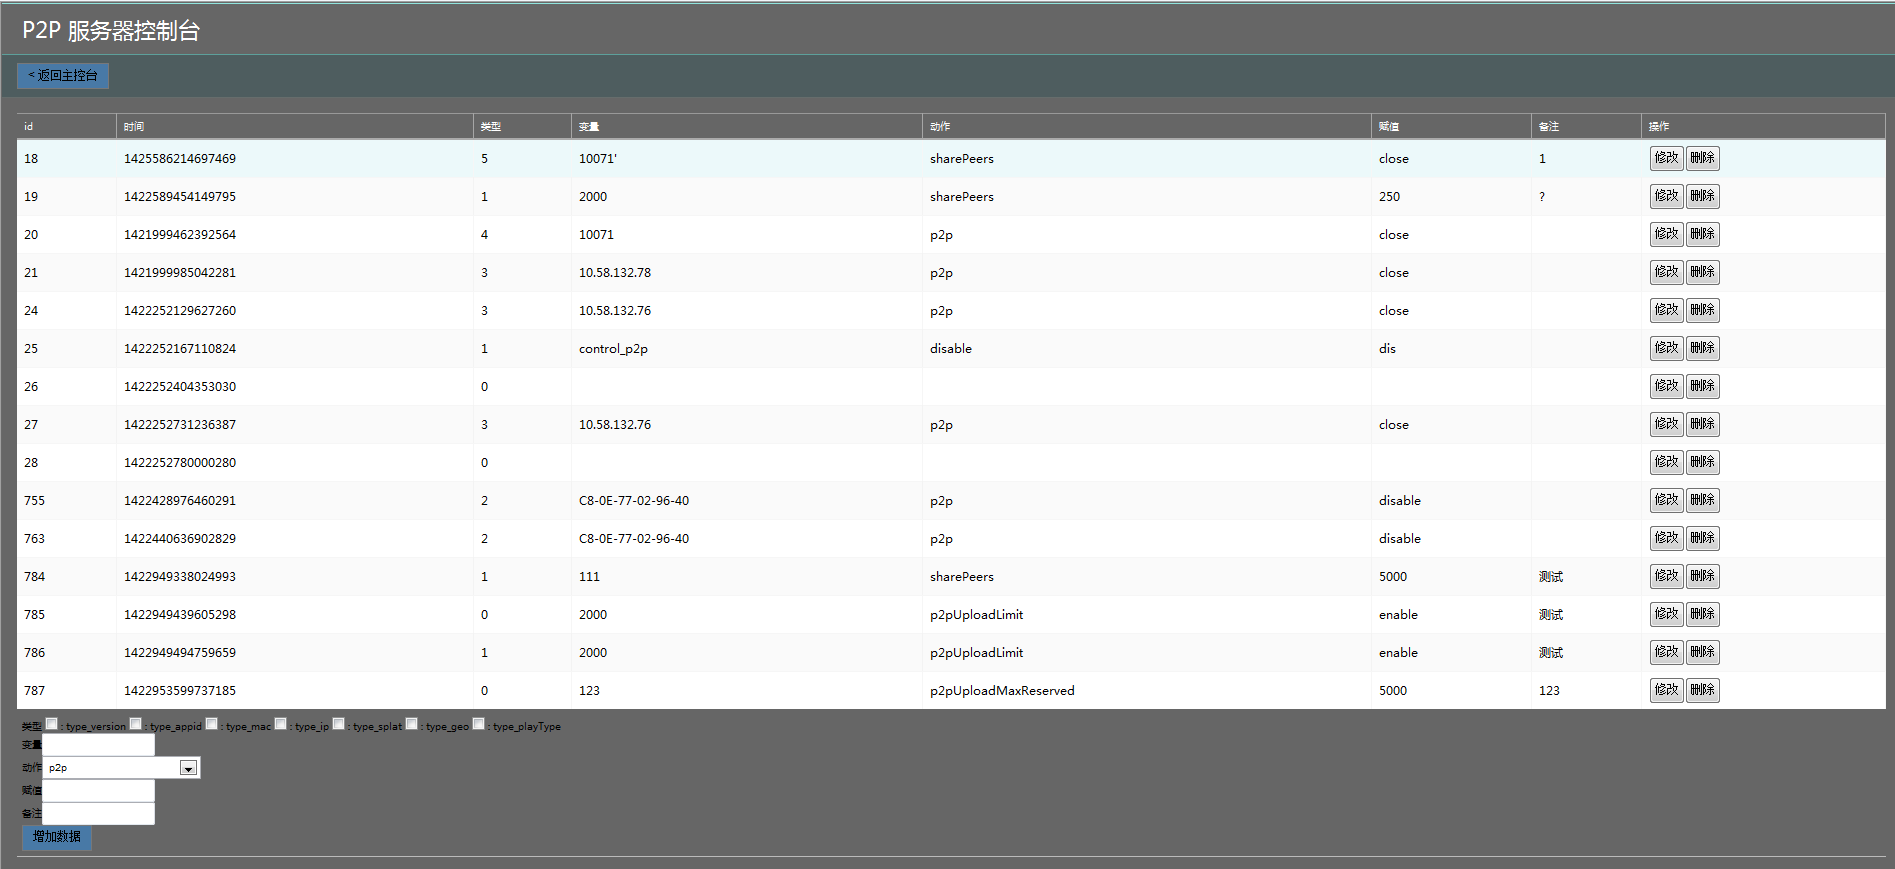 P2P 服务器控制台
< 返回主控台
id 时间 类型 变量 动作 赋值 备注 操作
18 1425586214697469 5 10071' sharePeers close 1 修改 删除
19 1422589454149795 1 2000 sharePeers 250 ? 修改 删除
20 1421999462392564 4 10071 p2p close 修改 删除
21 1421999985042281 3 10.58.132.78 p2p close 修改 删除
24 1422252129627260 3 10.58.132.76 p2p close 修改 删除
25 1422252167110824 1 control_p2p disable dis 修改 删除
26 1422252404353030 0 修改 删除
27 1422252731236387 3 10.58.132.76 p2p close 修改 删除
28 1422252780000280 0 修改 删除
755 1422428976460291 2 C8-0E-77-02-96-40 p2p disable 修改 删除
763 1422440636902829 2 C8-0E-77-02-96-40 p2p disable 修改 删除
784 1422949338024993 1 111 sharePeers 5000 测试 修改 删除
785 1422949439605298 0 2000 p2pUploadLimit enable 测试 修改 删除
786 1422949494759659 1 2000 p2pUploadLimit enable 测试 修改 删除
787 1422953599737185 0 123 p2pUploadMaxReserved 5000 123 修改 删除
类型 : type_version : type_appid : type_mac : type_ip : type_splat : type_geo : type_playType
变量
动作 p2p
赋值
备注
增加数据